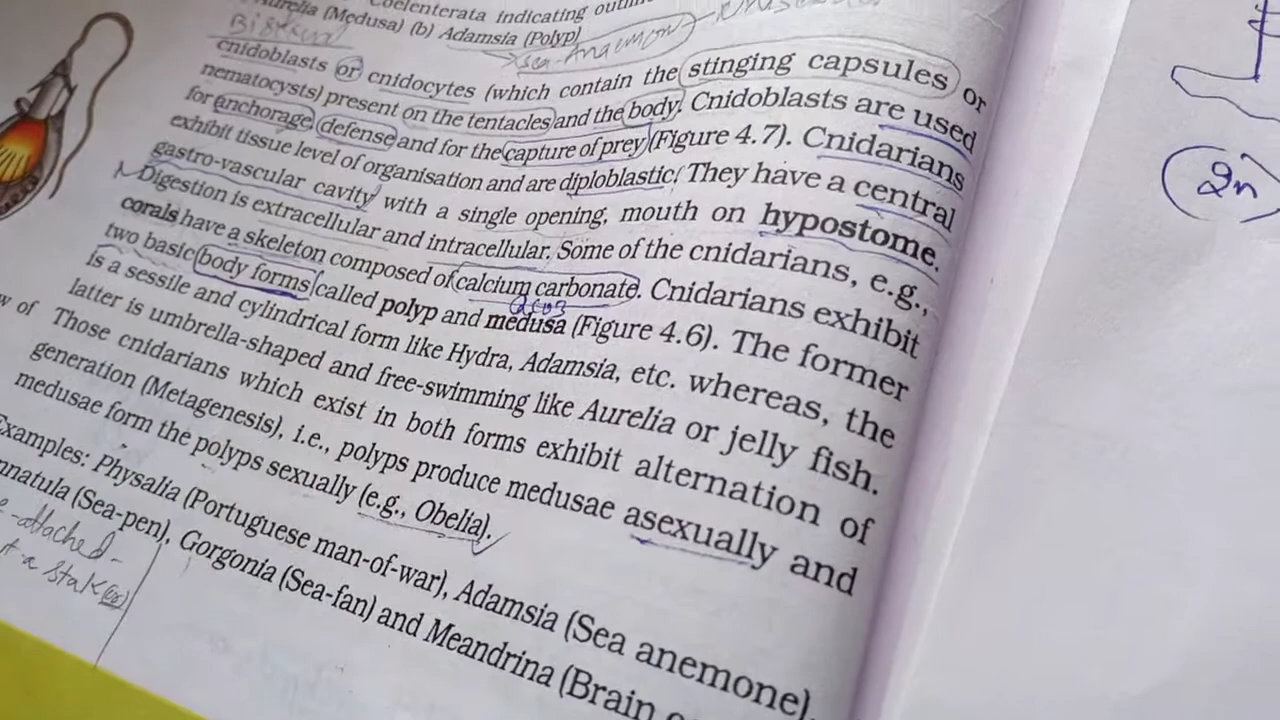 Aurelia (Medusa) (b) Adamsia (Polyp)
Coelenterata indicating
sea-Anemone
cnidoblasts or cnidocytes (which contain the stinging capsules or
nematocysts) present on the tentacles and the body. Cnidoblasts are used
for anchorage, defense and for the capture of prey (Figure 4.7). Cnidarians
exhibit tissue level of organisation and are diploblastic. They have a central
gastro-vascular cavity with a single opening, mouth on hypostome.
Digestion is extracellular and intracellular. Some of the cnidarians, e.g.,
corals have a skeleton composed of calcium carbonate. Cnidarians exhibit
two basic body forms called polyp and medusa (Figure 4.6). The former
is a sessile and cylindrical form like Hydra, Adamsia, etc. whereas, the
latter is umbrella-shaped and free-swimming like Aurelia or jelly fish.
Those cnidarians which exist in both forms exhibit alternation of
generation (Metagenesis), i.e., polyps produce medusae asexually and
medusae form the polyps sexually (e.g., Obelia).
Examples: Physalia (Portuguese man-of-war), Adamsia (Sea anemone),
(Sea-pen), Gorgonia (Sea-fan) and Meandrina (Brain
of
-attached-
a stalk
2n